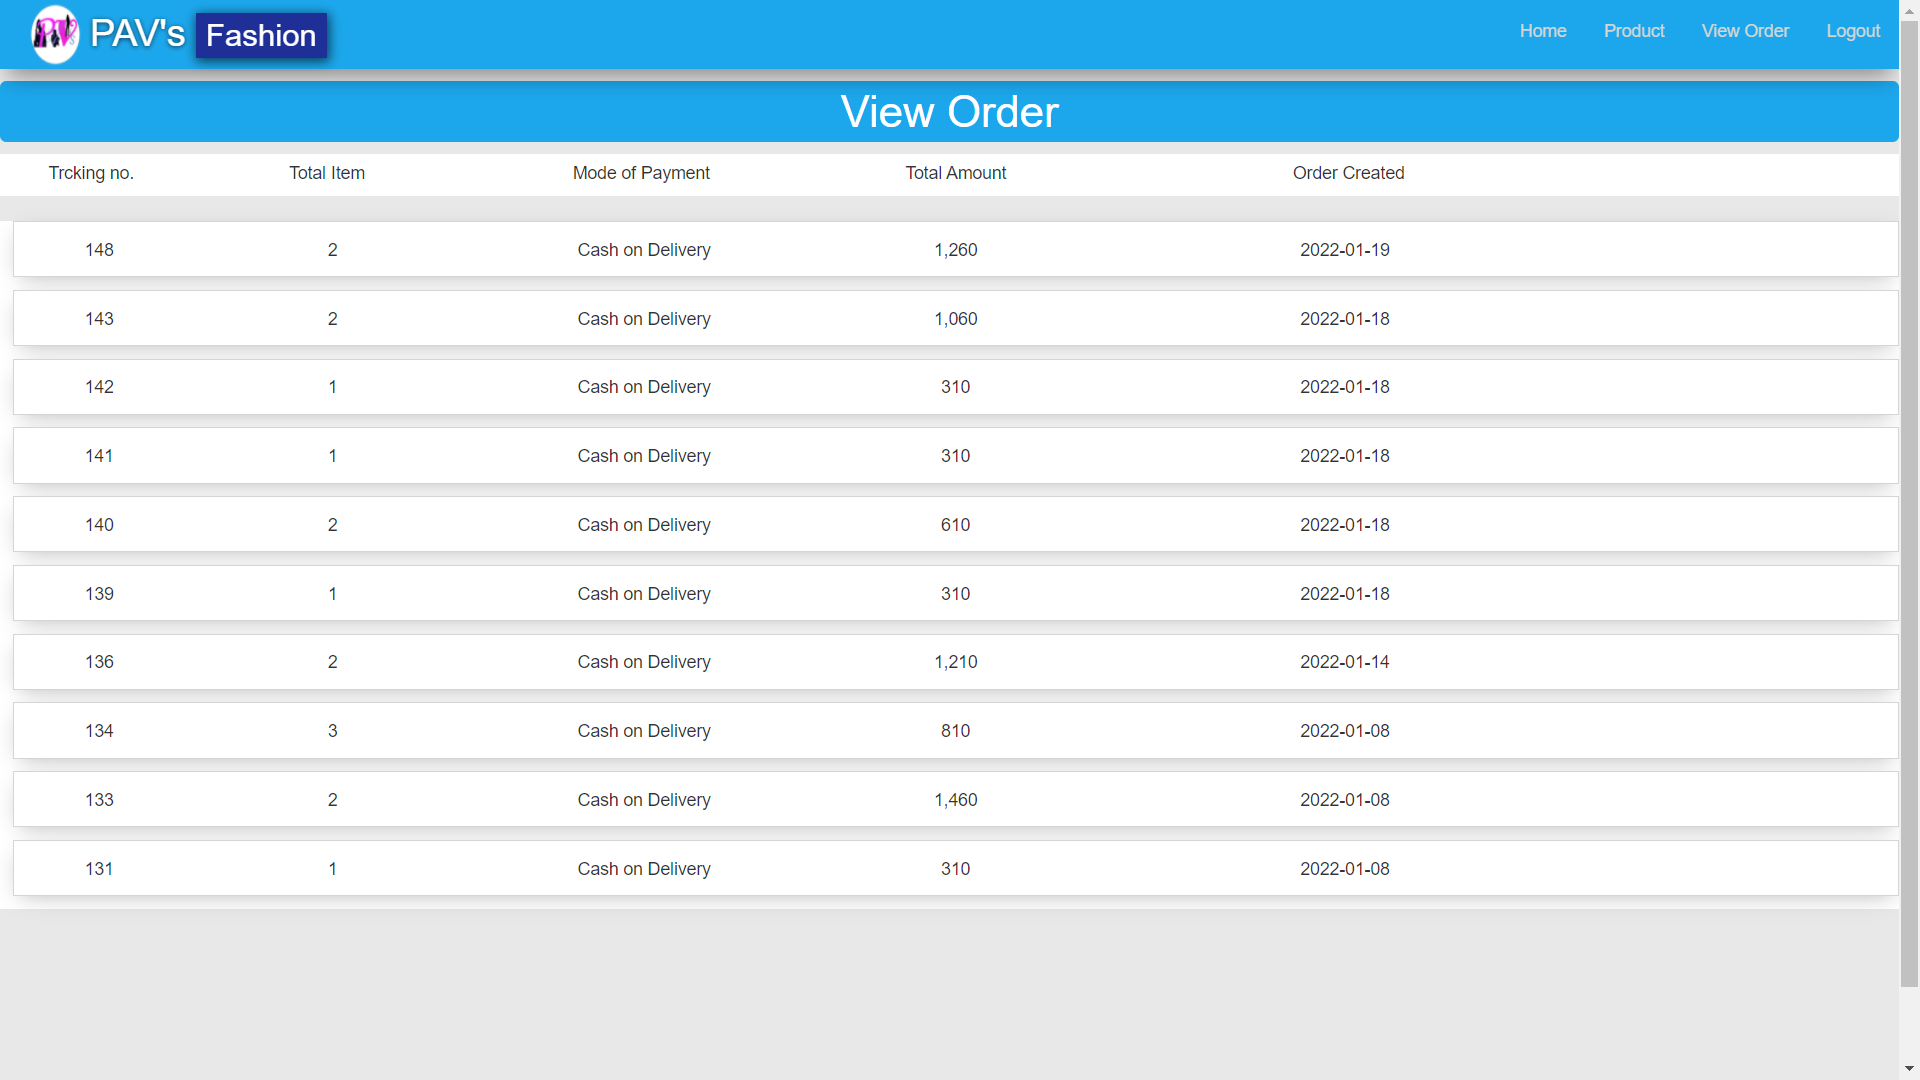 PAV's Fashion Home Product View Order Logout
View Order
Trcking no. Total Item Mode of Payment Total Amount Order Created
148 2 Cash on Delivery 1,260 2022-01-19
143 2 Cash on Delivery 1,060 2022-01-18
142 1 Cash on Delivery 310 2022-01-18
141 1 Cash on Delivery 310 2022-01-18
140 2 Cash on Delivery 610 2022-01-18
139 1 Cash on Delivery 310 2022-01-18
136 2 Cash on Delivery 1,210 2022-01-14
134 3 Cash on Delivery 810 2022-01-08
133 2 Cash on Delivery 1,460 2022-01-08
131 1 Cash on Delivery 310 2022-01-08